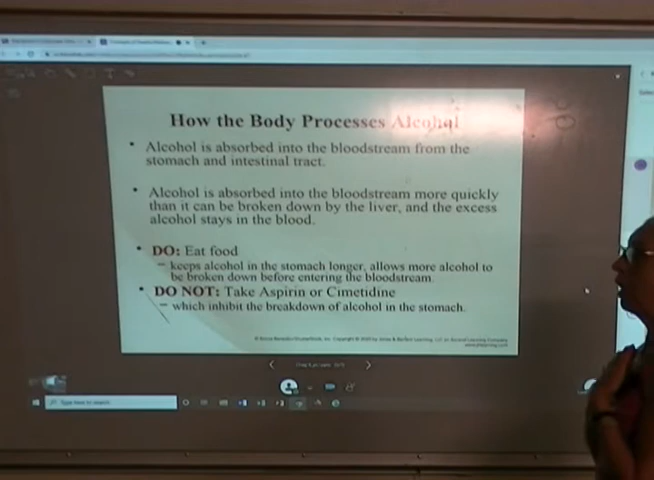 How the Body Processes Alcohol
• Alcohol is absorbed into the bloodstream from the
stomach and intestinal tract.
• Alcohol is absorbed into the bloodstream more quickly
than it can be broken down by the liver, and the excess
alcohol stays in the blood.
• DO: Eat food
– keeps alcohol in the stomach longer, allows more alcohol to
be broken down before entering the bloodstream.
• DO NOT: Take Aspirin or Cimetidine
– which inhibit the breakdown of alcohol in the stomach.
Type here to search